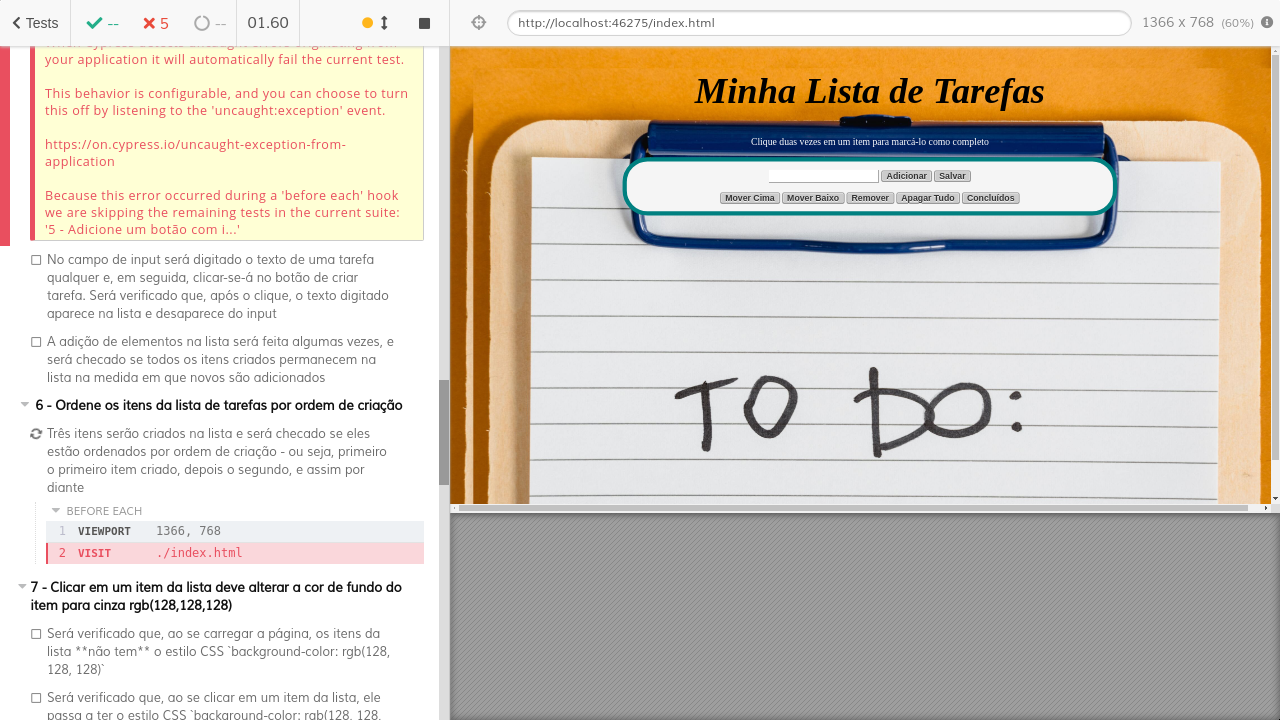 Tests
--
5
--
01.60
http://localhost:46275/index.html
1366 x 768 (60%)
your application it will automatically fail the current test.
This behavior is configurable, and you can choose to turn
this off by listening to the 'uncaught:exception' event.
https://on.cypress.io/uncaught-exception-from-
application
Because this error occurred during a 'before each' hook
we are skipping the remaining tests in the current suite:
'5 - Adicione um botão com i...'
No campo de input será digitado o texto de uma tarefa
qualquer e, em seguida, clicar-se-á no botão de criar
tarefa. Será verificado que, após o clique, o texto digitado
aparece na lista e desaparece do input
A adição de elementos na lista será feita algumas vezes, e
será checado se todos os itens criados permanecem na
lista na medida em que novos são adicionados
6 - Ordene os itens da lista de tarefas por ordem de criação
Três itens serão criados na lista e será checado se eles
estão ordenados por ordem de criação - ou seja, primeiro
o primeiro item criado, depois o segundo, e assim por
diante
BEFORE EACH
1 VIEWPORT 1366, 768
2 VISIT ./index.html
7 - Clicar em um item da lista deve alterar a cor de fundo do
item para cinza rgb(128,128,128)
Será verificado que, ao se carregar a página, os itens da
lista **não tem** o estilo CSS `background-color: rgb(128,
128, 128)`
Será verificado que, ao se clicar em um item da lista, ele
passa a ter o estilo CSS `background-color: rgb(128, 128,
Minha Lista de Tarefas
Clique duas vezes em um item para marcá-lo como completo
Adicionar Salvar
Mover Cima Mover Baixo Remover Apagar Tudo Concluídos
TO DO: